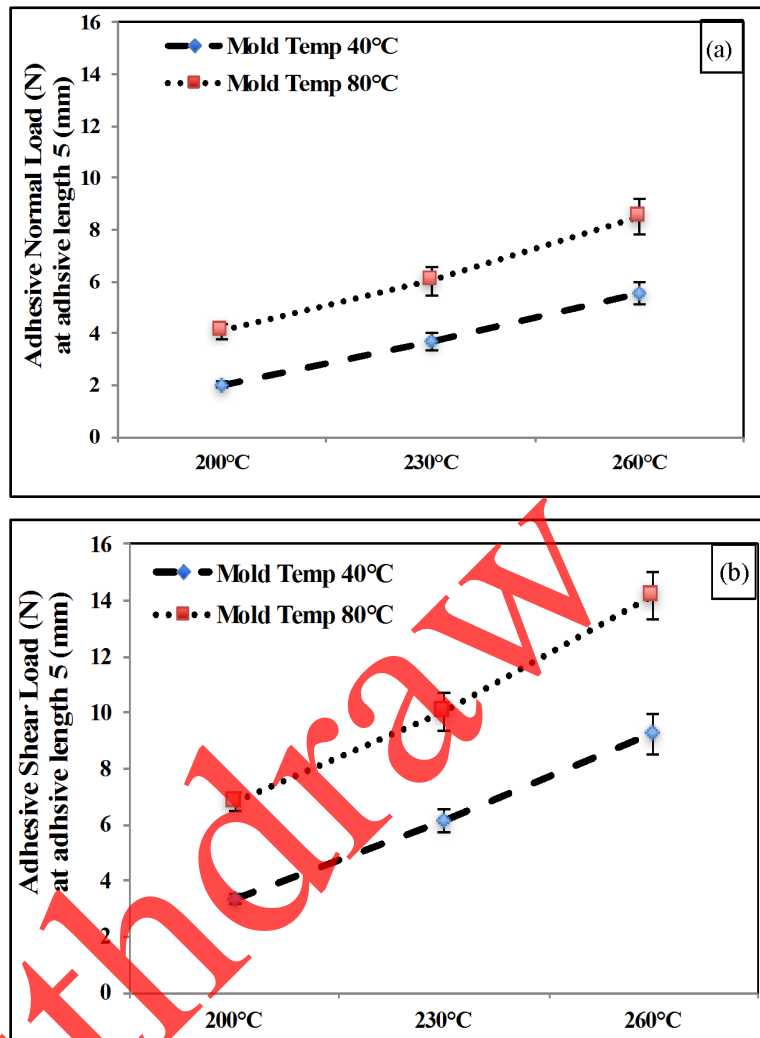 16
14
12
10
8
6
4
2
0
Adhesive Normal Load (N)
at adhsive length 5 (mm)
Mold Temp 40°C
Mold Temp 80°C
(a)
200°C
230°C
260°C
16
14
12
10
8
6
4
2
0
Adhesive Shear Load (N)
at adhsive length 5 (mm)
Mold Temp 40°C
Mold Temp 80°C
(b)
200°C
230°C
260°C
thdraw